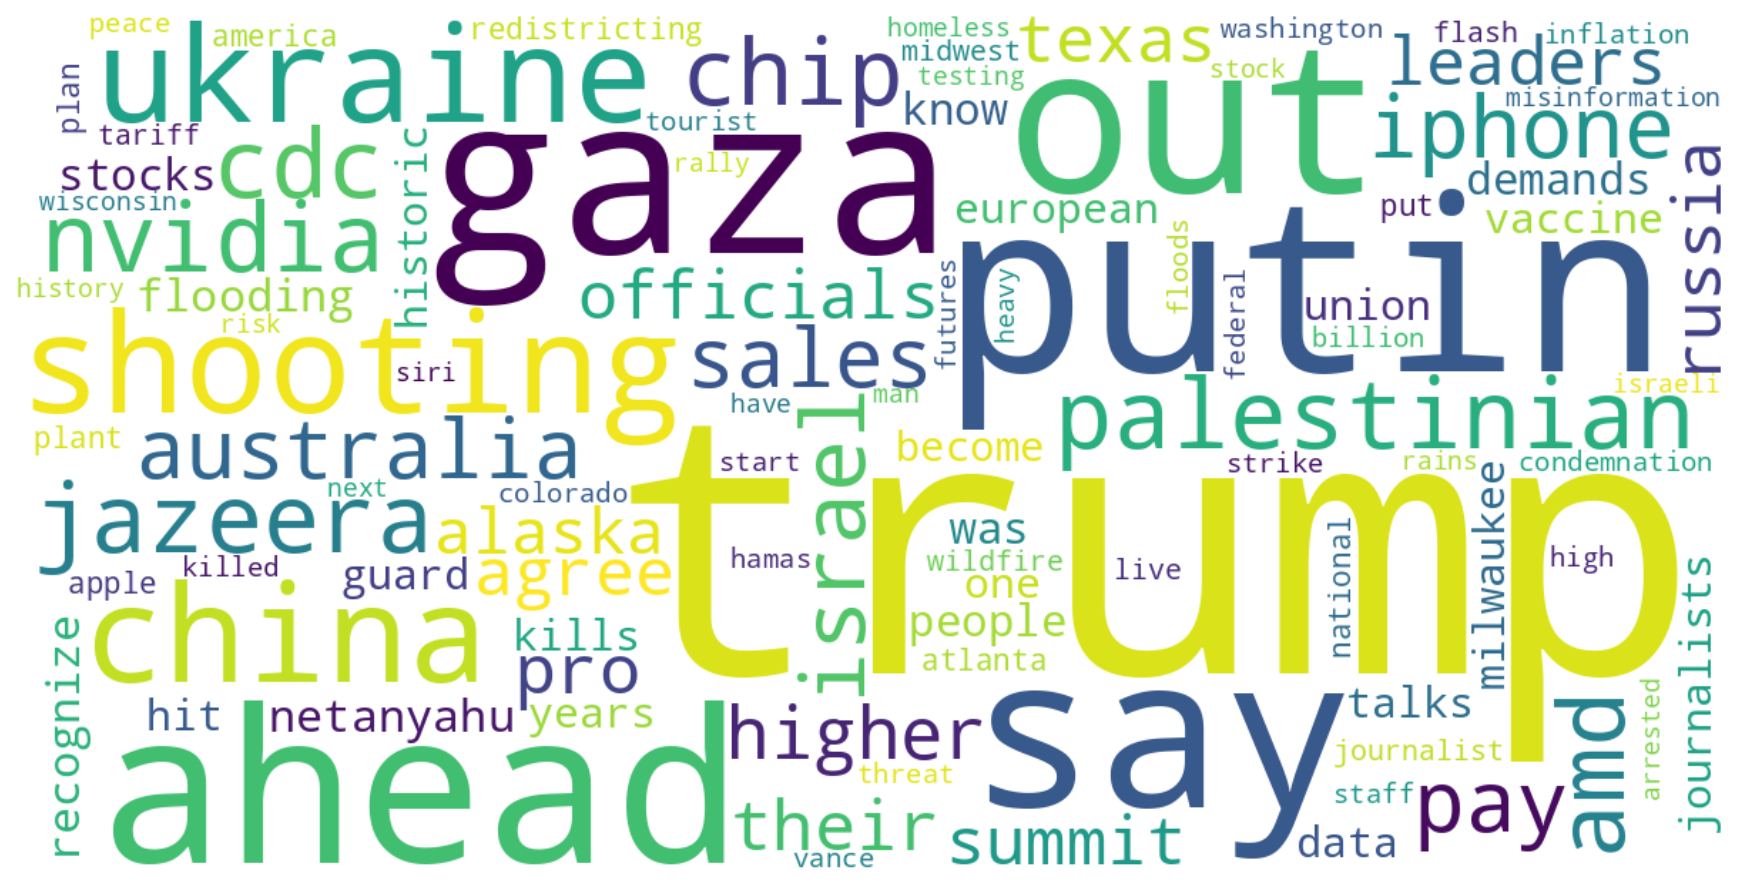 peace
america
redistricting
homeless
midwest
texas
washington
flash
inflation
plan
ukraine
chip
testing
stock
leaders
misinformation
tariff
tourist
know
out
iphone
stocks
cdc
historic
gaza
rally
demands
russia
wisconsin
nvidia
european
put
putin
vaccine
history
flooding
officials
futures
heavy
floods
federal
union
risk
billion
shooting
siri
sales
have
man
palestinian
israeli
plant
australia
start
israel
become
strike
rains
condemnation
next
colorado
jazeera
alaska
trump
was
national
milwaukee
apple
killed
guard
agree
hamas
wildfire
live
high
one
journalists
recognize
china
kills
people
pro
atlanta
hit
netanyahu
years
higher
say
talks
amd
arrested
ahead
threat
journalist
their
staff
pay
vance
summit
data